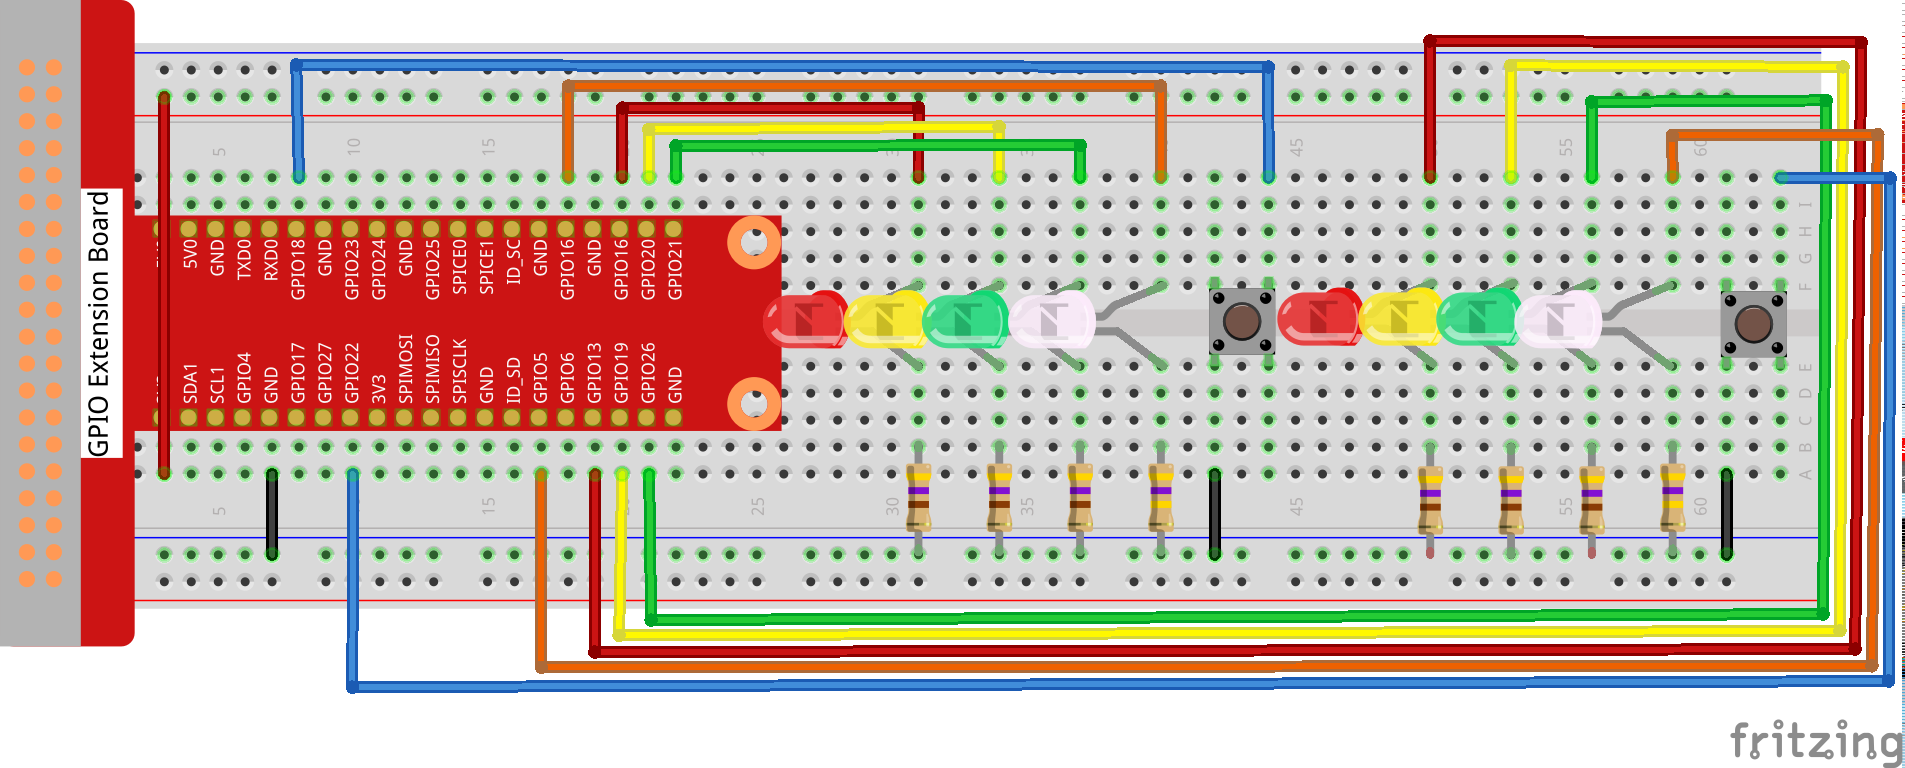 GPIO Extension Board
5
10
15
45
55
60
5V0
GND
TXD0
RXD0
GPIO18
GND
GPIO23
GPIO24
GND
GPIO25
SPICE0
SPICE1
ID_SC
GND
GPIO16
GND
GPIO16
GPIO20
GPIO21
SDA1
SCL1
GPIO4
GND
GPIO17
GPIO27
GPIO22
3V3
SPIMOSI
SPIMISO
SPISCLK
GND
ID_SD
GPIO5
GPIO6
GPIO13
GPIO19
GPIO26
GND
I
H
G
F
E
D
C
B
A
5
15
25
30
35
45
55
60
fritzing